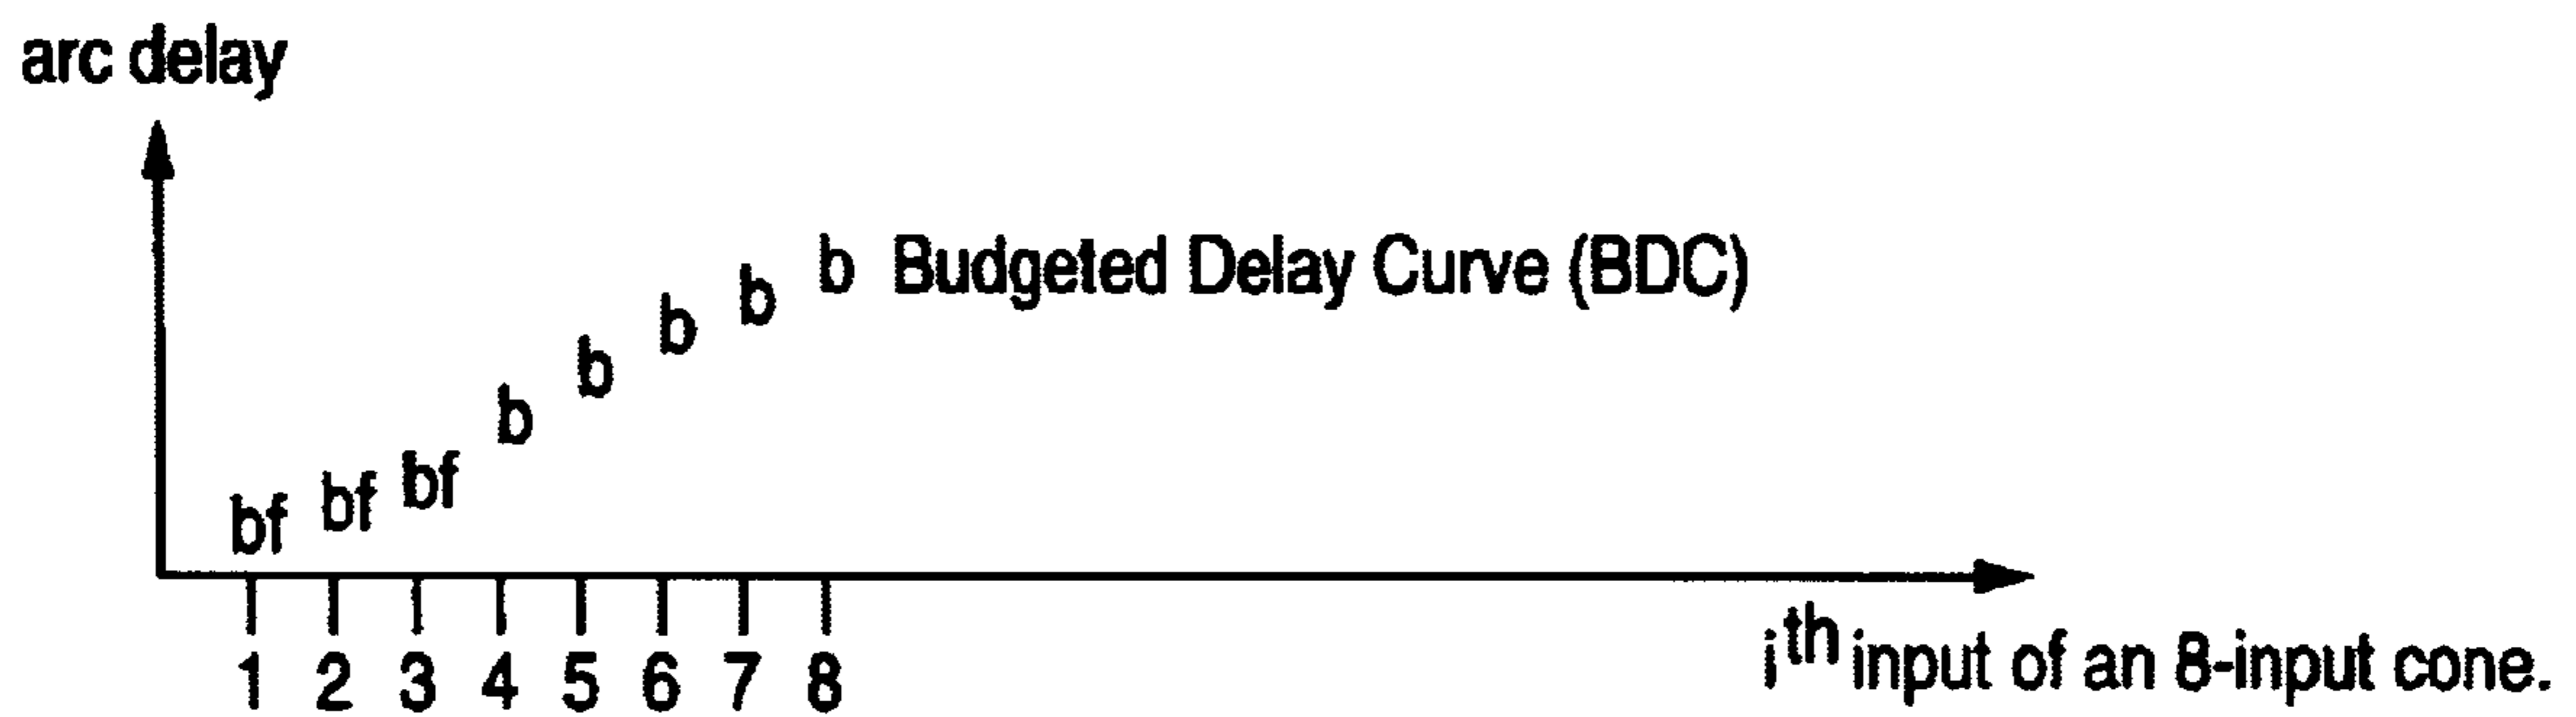 arc delay
b Budgeted Delay Curve (BDC)
b
b
b
b
bf
bf
bf
1 2 3 4 5 6 7 8
ith input of an 8-input cone.